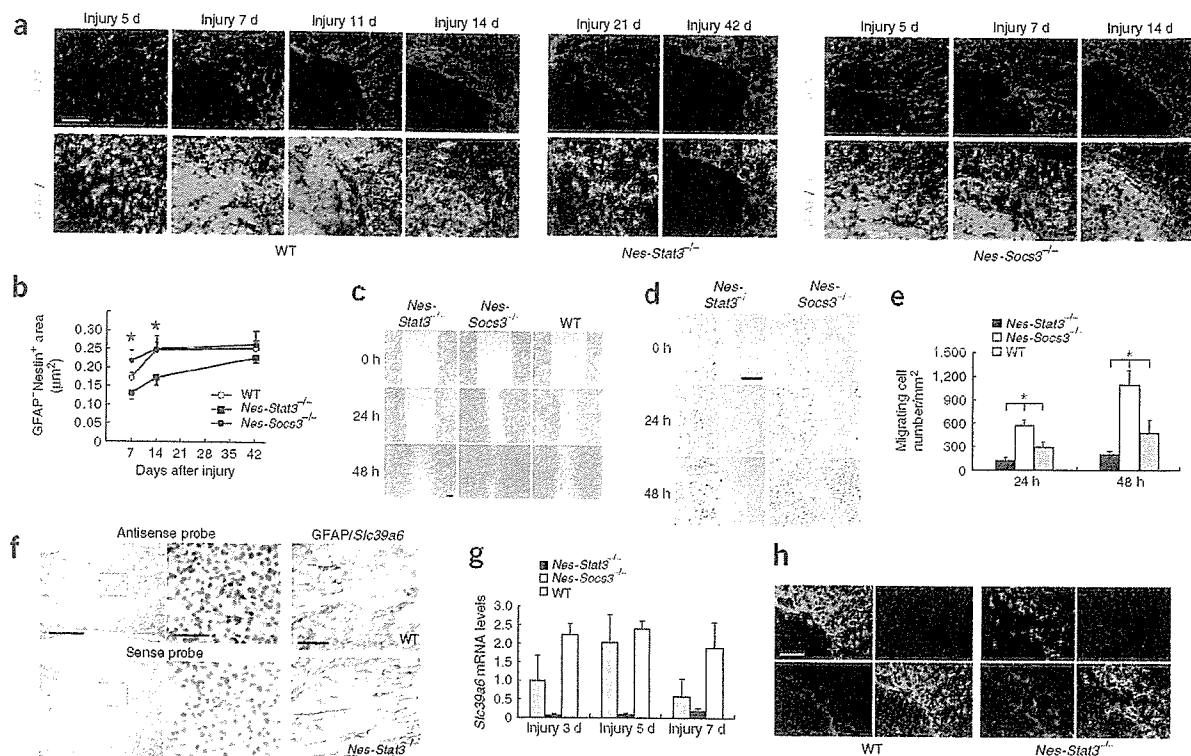 a
Injury 5 d Injury 7 d Injury 11 d Injury 14 d Injury 21 d Injury 42 d Injury 5 d Injury 7 d Injury 14 d
WT Nes-Stat3−/− Nes-Socs3−/−
b
GFAP−Nestin+ area
(μm2)
0.30
0.25
0.20
0.15
0.10
0.05
0
* *
WT
Nes-Stat3−/−
Nes-Socs3−/−
7 14 21 28 35 42
Days after injury
c
Nes-Stat3−/− Nes-Socs3−/− WT
0 h
24 h
48 h
d
Nes-Stat3−/− Nes-Socs3−/−
0 h
24 h
48 h
e
Nes-Stat3−/−
Nes-Socs3−/−
WT
Migrating cell
number/mm2
1,500
1,200
900
600
300
0
* *
24 h 48 h
f
Antisense probe GFAP/Slc39a6
WT
Sense probe
Nes-Stat3−/−
g
Nes-Stat3−/−
Nes-Socs3−/−
WT
Slc39a6 mRNA levels
3.0
2.5
2.0
1.5
1.0
0.5
0
Injury 3 d Injury 5 d Injury 7 d
h
WT Nes-Stat3−/−